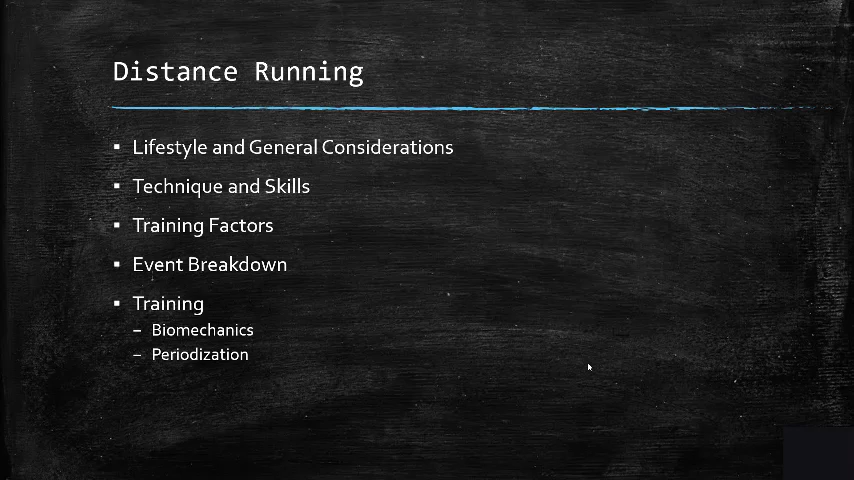 Distance Running
▪ Lifestyle and General Considerations
▪ Technique and Skills
▪ Training Factors
▪ Event Breakdown
▪ Training
– Biomechanics
– Periodization